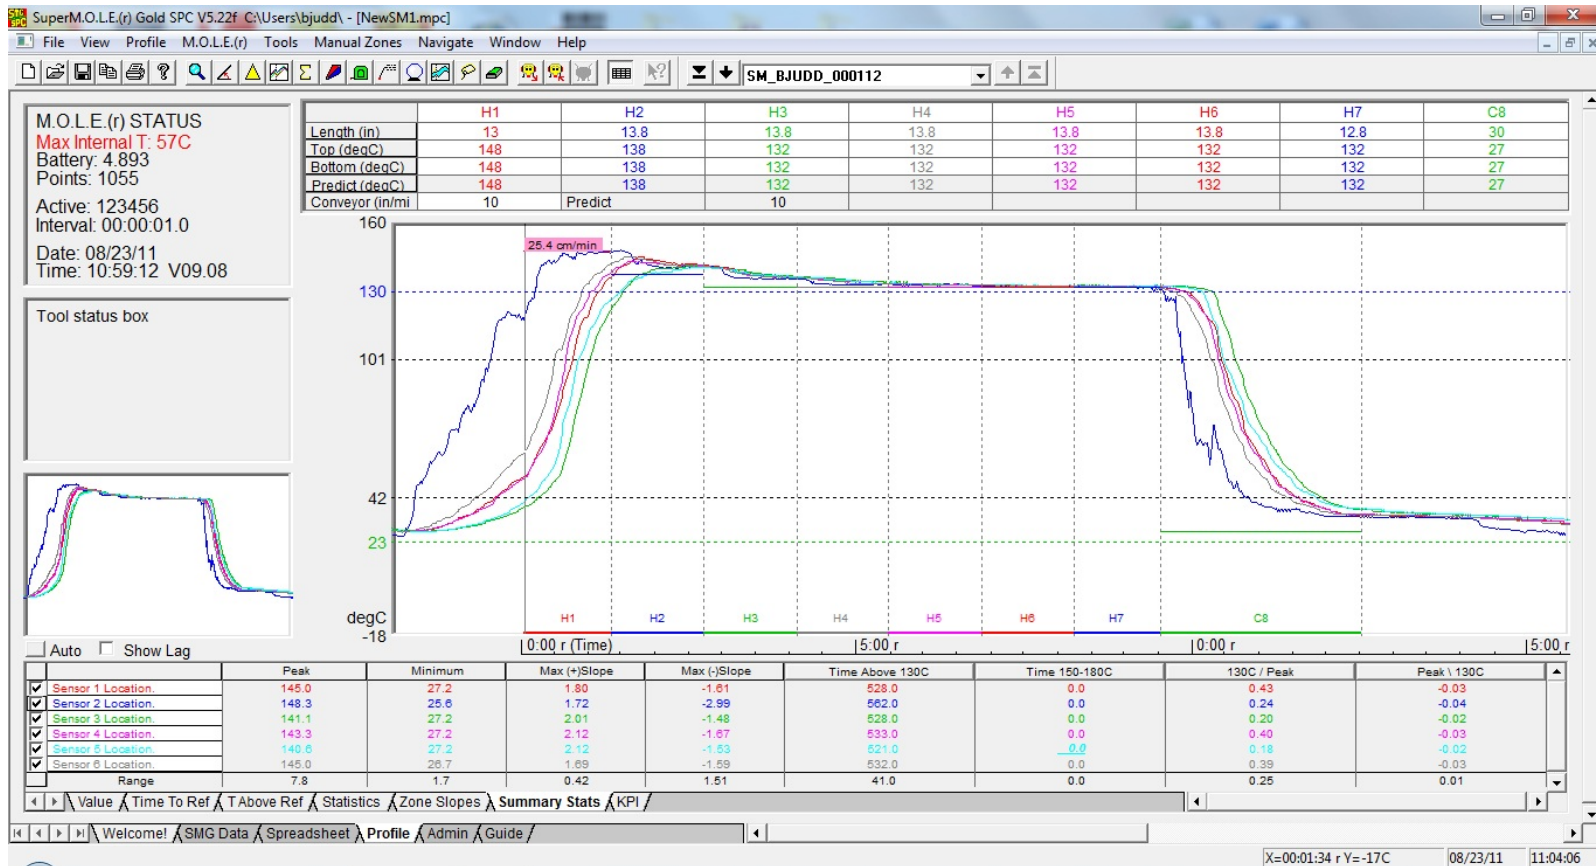 SuperM.O.L.E.(r) Gold SPC V5.22f C:\Users\bjudd\ - [NewSM1.mpc]
File View Profile M.O.L.E.(r) Tools Manual Zones Navigate Window Help
SM_BJUDD_000112
M.O.L.E.(r) STATUS
Max Internal T: 57C
Battery: 4.893
Points: 1055
Active: 123456
Interval: 00:00:01.0
Date: 08/23/11
Time: 10:59:12 V09.08
Tool status box
H1 H2 H3 H4 H5 H6 H7 C8
Length (in) 13 13.8 13.8 13.8 13.8 13.8 12.8 30
Top (degC) 148 138 132 132 132 132 132 27
Bottom (degC) 148 138 132 132 132 132 132 27
Predict (degC) 148 138 132 132 132 132 132 27
Conveyor (in/mi 10 Predict 10
160
25.4 cm/min
130
101
42
23
degC
-18
H1 H2 H3 H4 H5 H6 H7 C8
0:00 r (Time) 5:00 r 0:00 r 5:00 r
Auto Show Lag
Peak Minimum Max (+)Slope Max (-)Slope Time Above 130C Time 150-180C 130C / Peak Peak \ 130C
Sensor 1 Location. 145.0 27.2 1.80 -1.61 528.0 0.0 0.43 -0.03
Sensor 2 Location. 148.3 25.6 1.72 -2.99 562.0 0.0 0.24 -0.04
Sensor 3 Location. 141.1 27.2 2.01 -1.48 528.0 0.0 0.20 -0.02
Sensor 4 Location. 143.3 27.2 2.12 -1.67 533.0 0.0 0.40 -0.03
Sensor 5 Location. 140.6 27.2 2.12 -1.53 521.0 0.0 0.18 -0.02
Sensor 6 Location. 145.0 26.7 1.69 -1.59 532.0 0.0 0.39 -0.03
Range 7.8 1.7 0.42 1.51 41.0 0.0 0.25 0.01
Value Time To Ref T Above Ref Statistics Zone Slopes Summary Stats KPI
Welcome! SMG Data Spreadsheet Profile Admin Guide
X=00:01:34 r Y=-17C 08/23/11 11:04:06